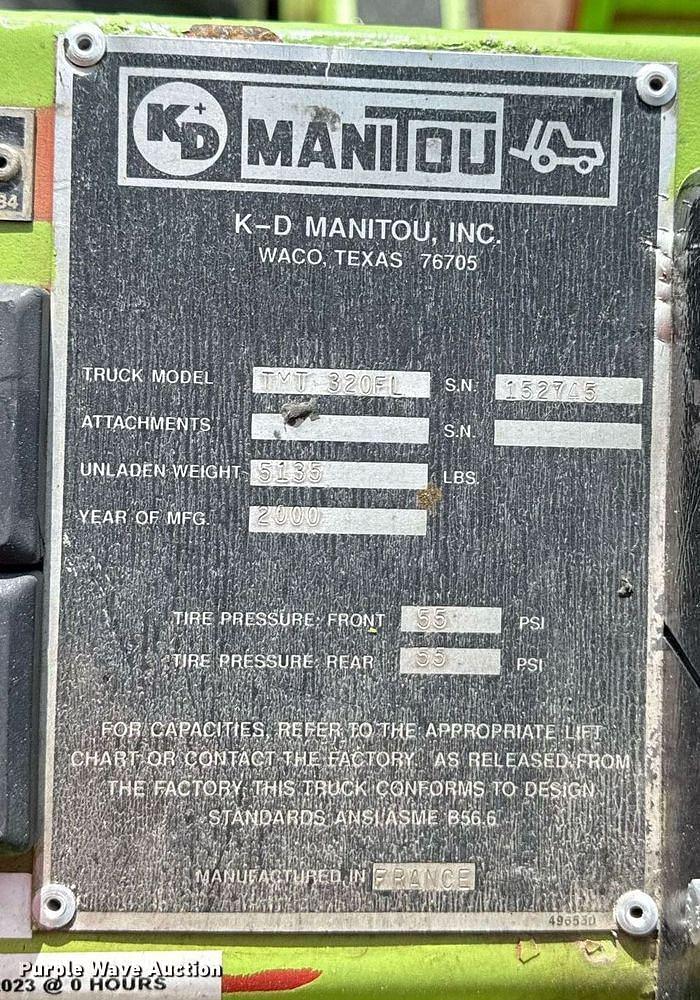 K+D MANITOU
K-D MANITOU, INC.
WACO, TEXAS 76705
84
TRUCK MODEL TMT 320FL S.N. 152745
ATTACHMENTS S.N.
UNLADEN WEIGHT 5135 LBS.
YEAR OF MFG. 2000
TIRE PRESSURE: FRONT 55 PSI
TIRE PRESSURE: REAR 55 PSI
FOR CAPACITIES, REFER TO THE APPROPRIATE LIFT
CHART OR CONTACT THE FACTORY. AS RELEASED FROM
THE FACTORY, THIS TRUCK CONFORMS TO DESIGN
STANDARDS ANSI/ASME B56.6
MANUFACTURED IN FRANCE
496530
Purple Wave Auction
023 @ 0 HOURS